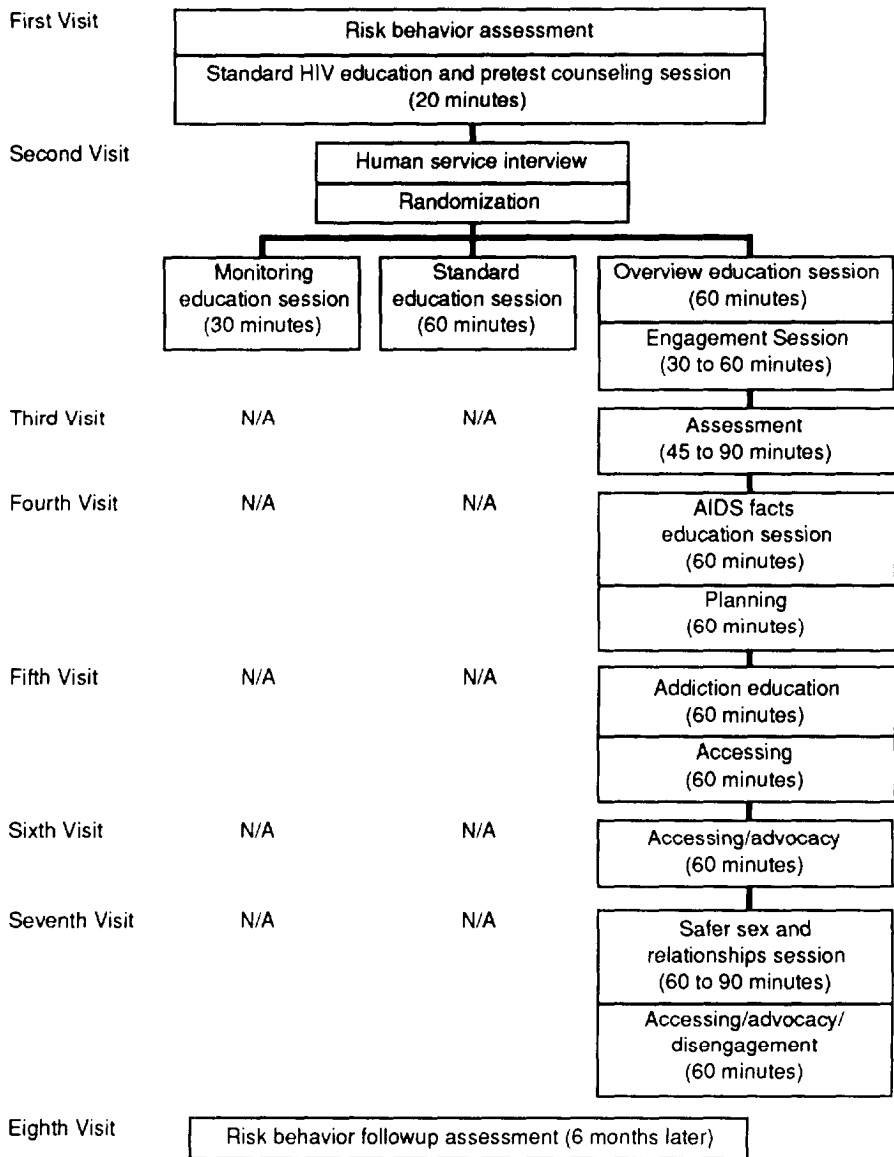 First Visit
Risk behavior assessment
Standard HIV education and pretest counseling session
(20 minutes)
Second Visit
Human service interview
Randomization
Monitoring
education session
(30 minutes)
Standard
education session
(60 minutes)
Overview education session
(60 minutes)
Engagement Session
(30 to 60 minutes)
Third Visit
N/A
N/A
Assessment
(45 to 90 minutes)
Fourth Visit
N/A
N/A
AIDS facts
education session
(60 minutes)
Planning
(60 minutes)
Fifth Visit
N/A
N/A
Addiction education
(60 minutes)
Accessing
(60 minutes)
Sixth Visit
N/A
N/A
Accessing/advocacy
(60 minutes)
Seventh Visit
N/A
N/A
Safer sex and
relationships session
(60 to 90 minutes)
Accessing/advocacy/
disengagement
(60 minutes)
Eighth Visit
Risk behavior followup assessment (6 months later)